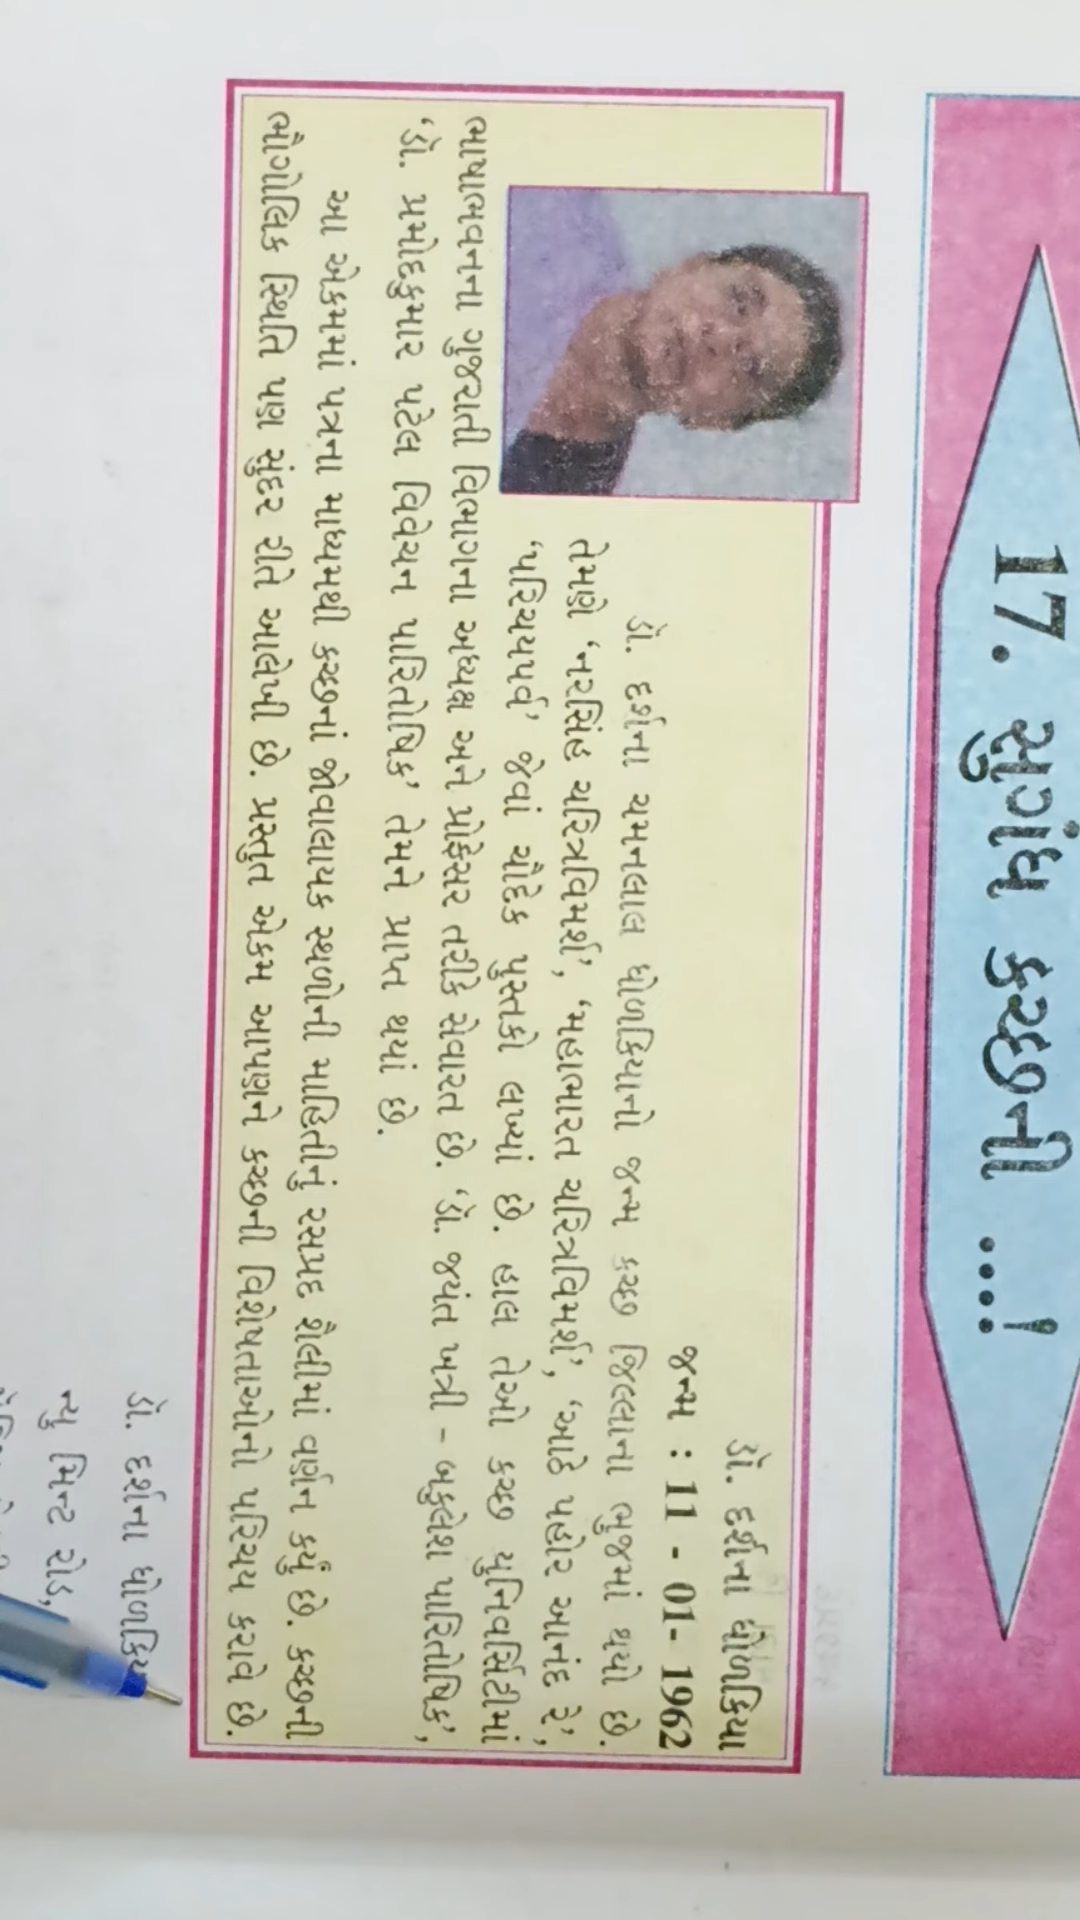 17. સુગંધ કચ્છની ....!
ડૉ. દર્શના ધોળકિયા
જન્મ : 11 - 01- 1962
ડૉ. દર્શના ચમનલાલ ધોળકિયાનો જન્મ કચ્છ જિલ્લાના ભુજમાં થયો છે.
તેમણે ‘નરસિંહ ચરિત્રવિમર્શ’, ‘મહાભારત ચરિત્રવિમર્શ’, ‘આઠે પહોર આનંદ રે’,
‘પરિચયપર્વ’ જેવાં ચૌદેક પુસ્તકો લખ્યાં છે. હાલ તેઓ કચ્છ યુનિવર્સિટીમાં
ભાષાભવનના ગુજરાતી વિભાગના અધ્યક્ષ અને પ્રોફેસર તરીકે સેવારત છે. ‘ડૉ. જયંત ખત્રી - બકુલેશ પારિતોષિક’,
‘ડૉ. પ્રમોદકુમાર પટેલ વિવેચન પારિતોષિક’ તેમને પ્રાપ્ત થયાં છે.
આ એકમમાં પત્રના માધ્યમથી કચ્છનાં જોવાલાયક સ્થળોની માહિતીનું રસપ્રદ શૈલીમાં વર્ણન કર્યું છે. કચ્છની
ભૌગોલિક સ્થિતિ પણ સુંદર રીતે આલેખી છે. પ્રસ્તુત એકમ આપણને કચ્છની વિશેષતાઓનો પરિચય કરાવે છે.
ડૉ. દર્શના ધોળકિયા
ન્યુ મિન્ટ રોડ,